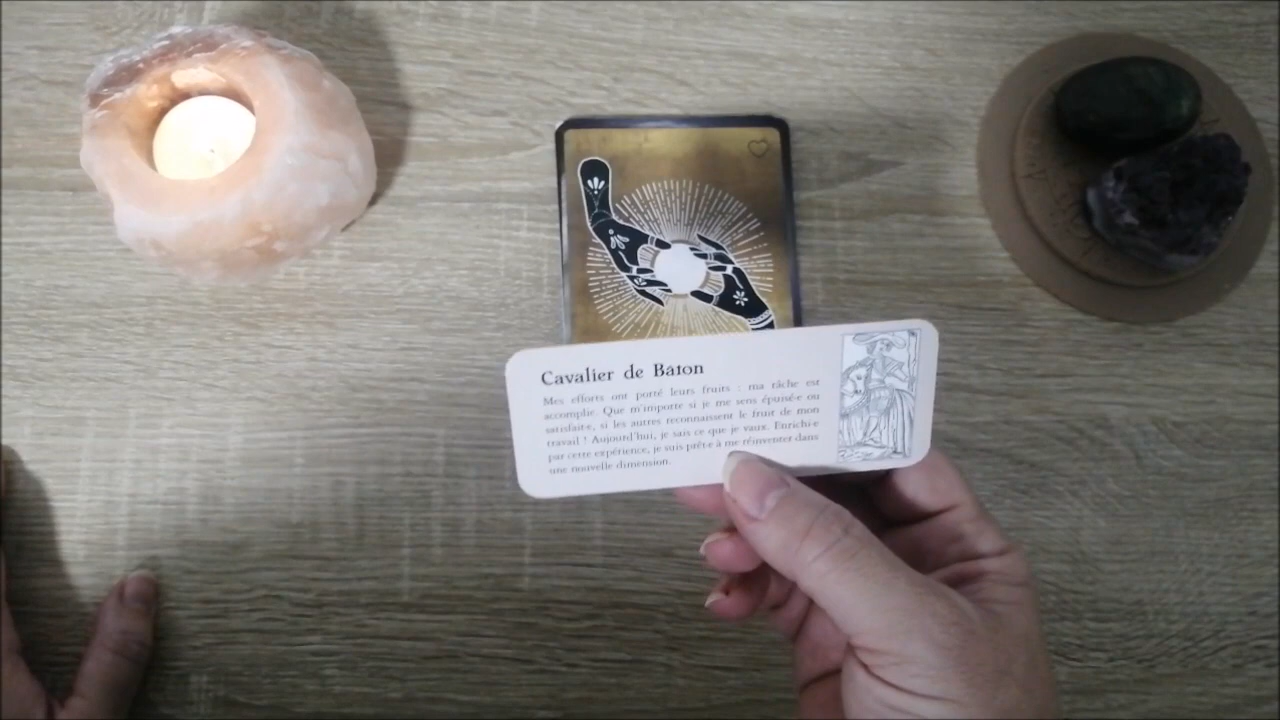 Cavalier de Baton
Mes efforts ont porté leurs fruits : ma tâche est
accomplie. Que m'importe si je me sens épuisé·e ou
satisfait·e, si les autres reconnaissent le fruit de mon
travail ! Aujourd'hui, je sais ce que je vaux. Enrichi·e
par cette expérience, je suis prêt·e à me réinventer dans
une nouvelle dimension.